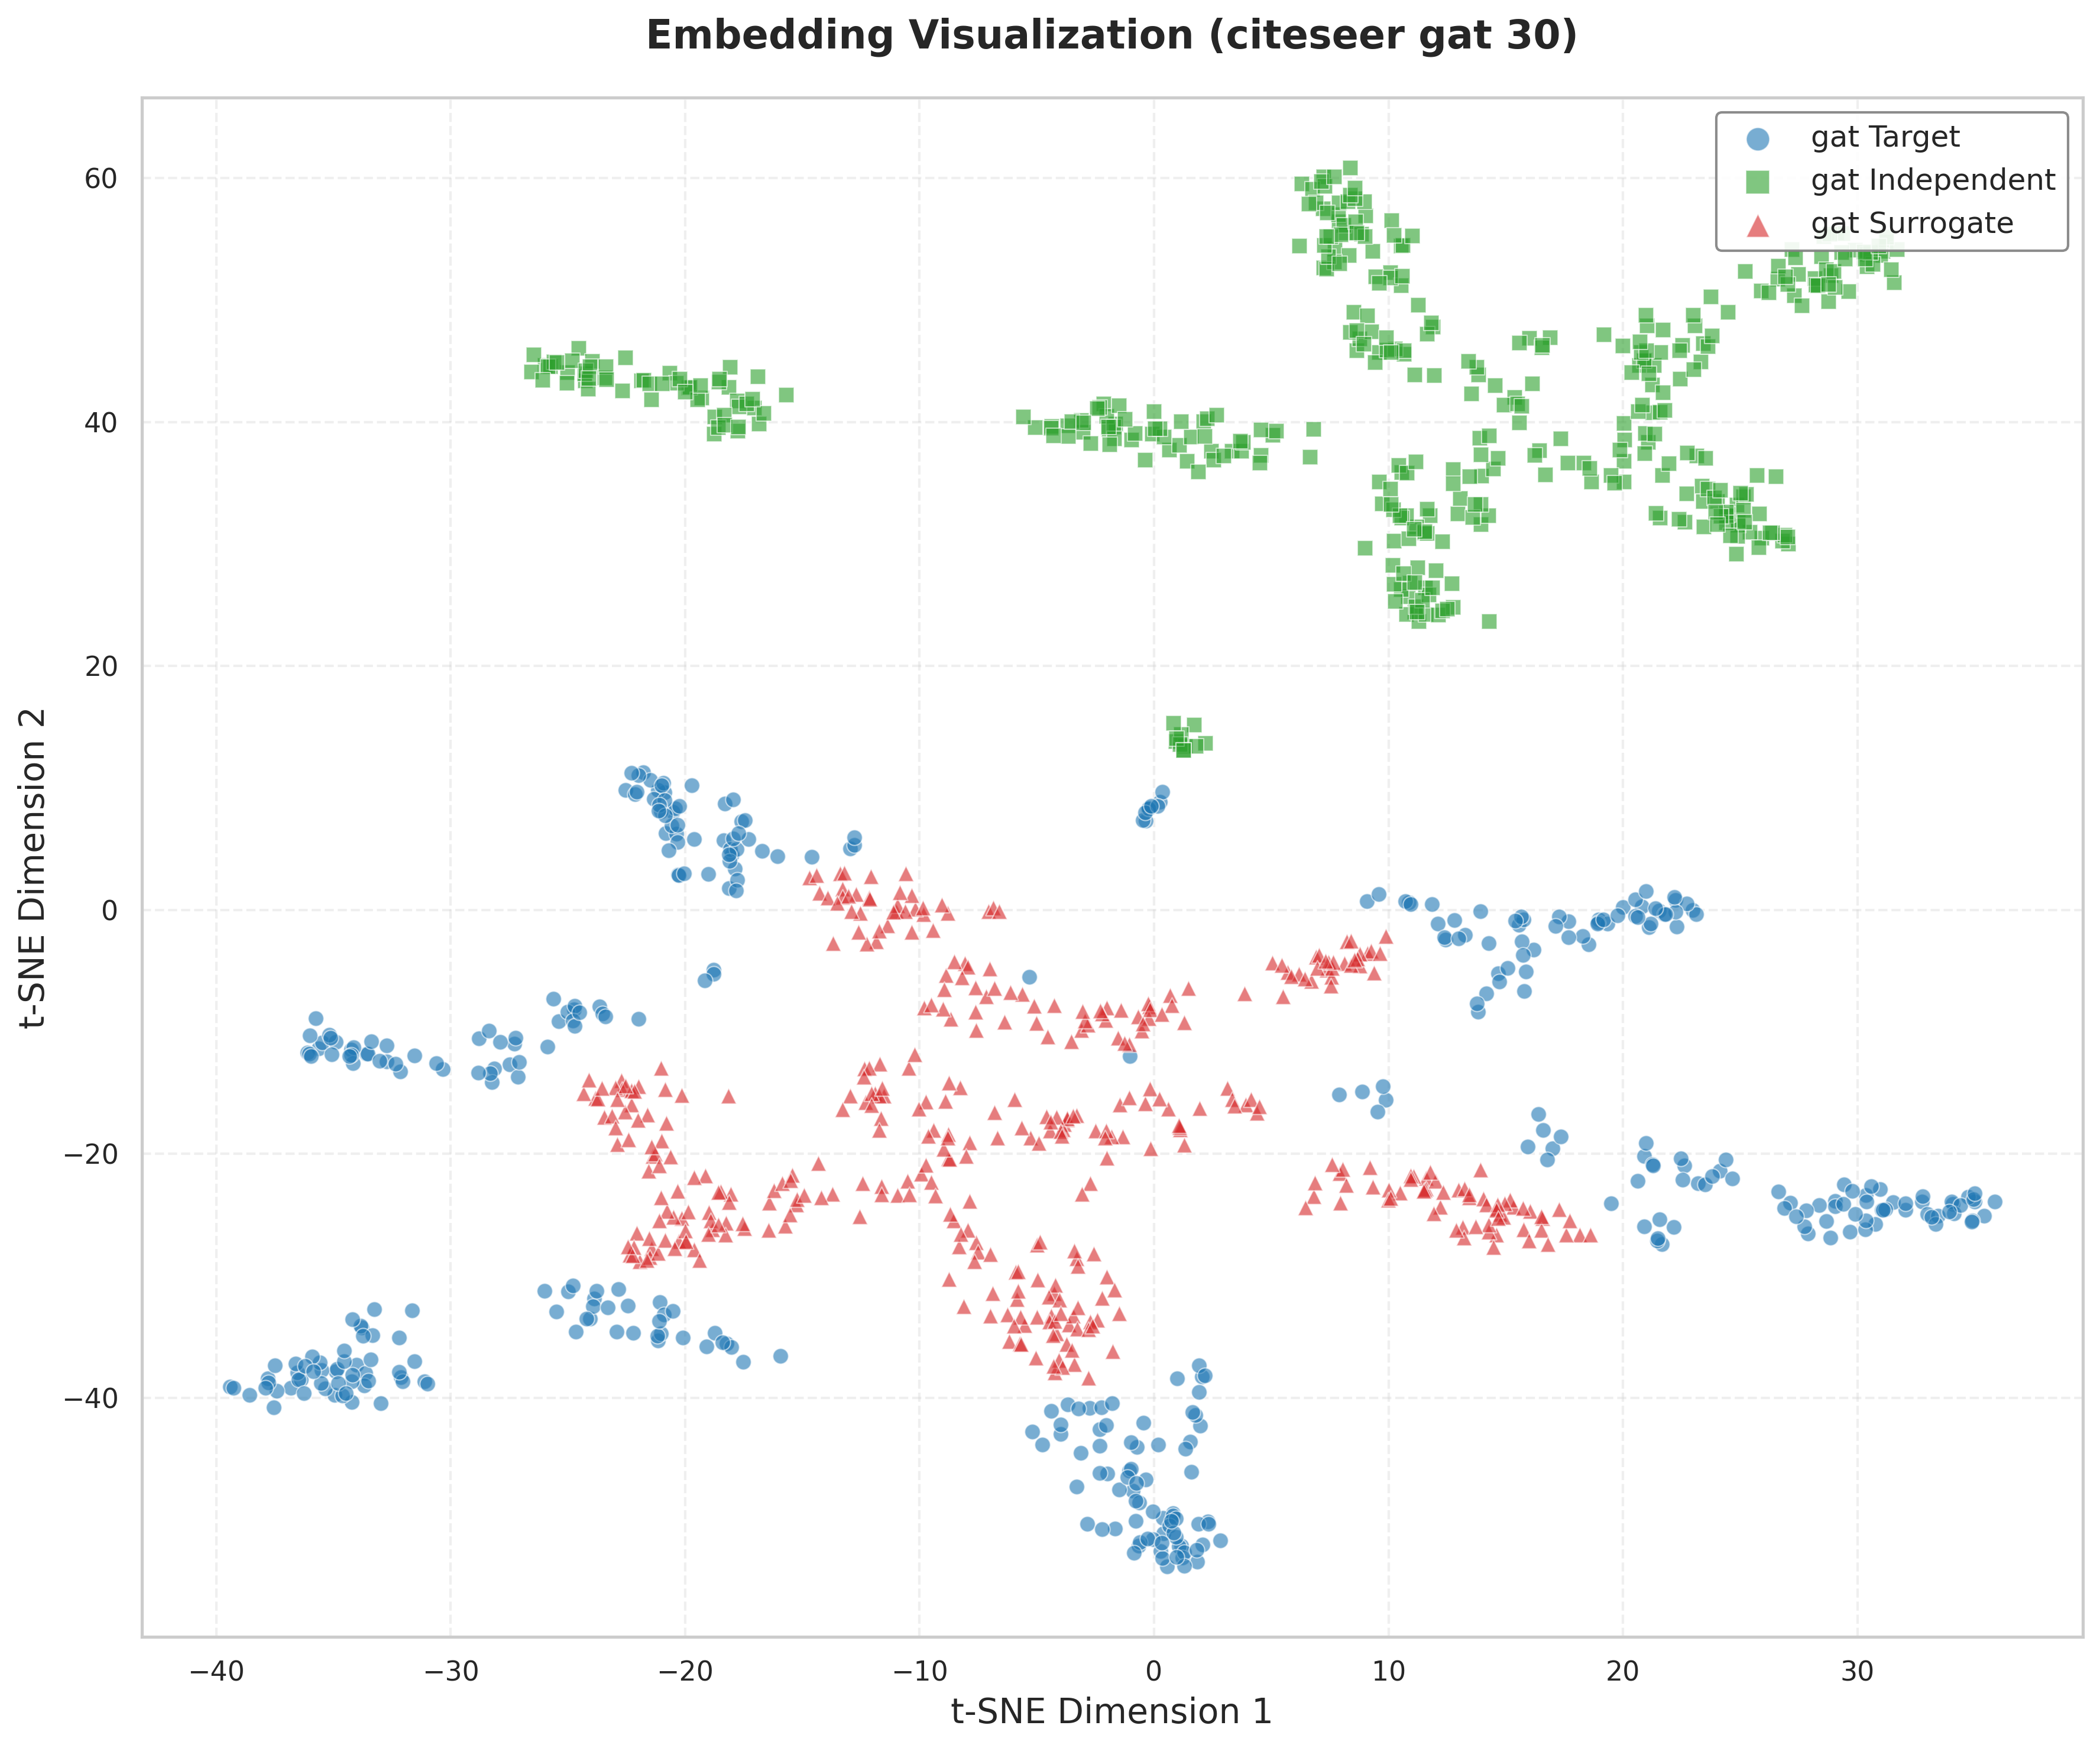 Embedding Visualization (citeseer gat 30)
gat Target
gat Independent
gat Surrogate
60
40
20
0
−20
−40
t-SNE Dimension 2
−40 −30 −20 −10 0 10 20 30
t-SNE Dimension 1